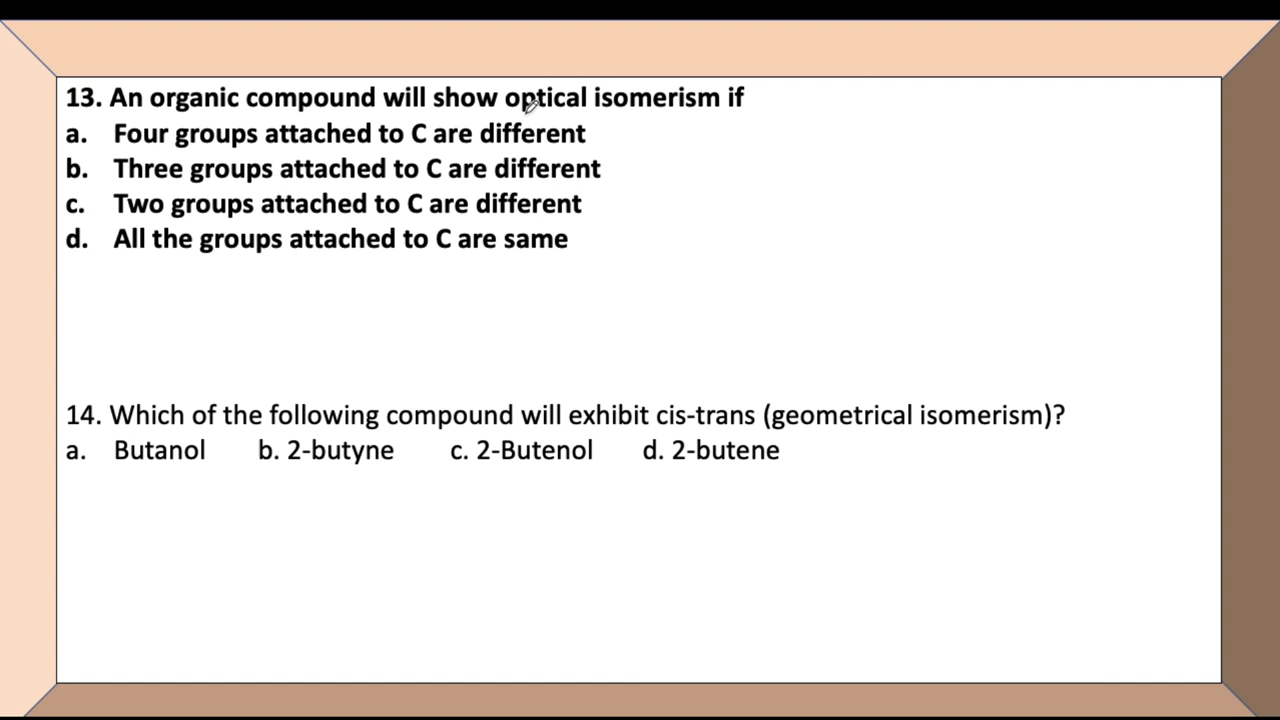 13. An organic compound will show optical isomerism if
a. Four groups attached to C are different
b. Three groups attached to C are different
c. Two groups attached to C are different
d. All the groups attached to C are same
14. Which of the following compound will exhibit cis-trans (geometrical isomerism)?
a. Butanol b. 2-butyne c. 2-Butenol d. 2-butene